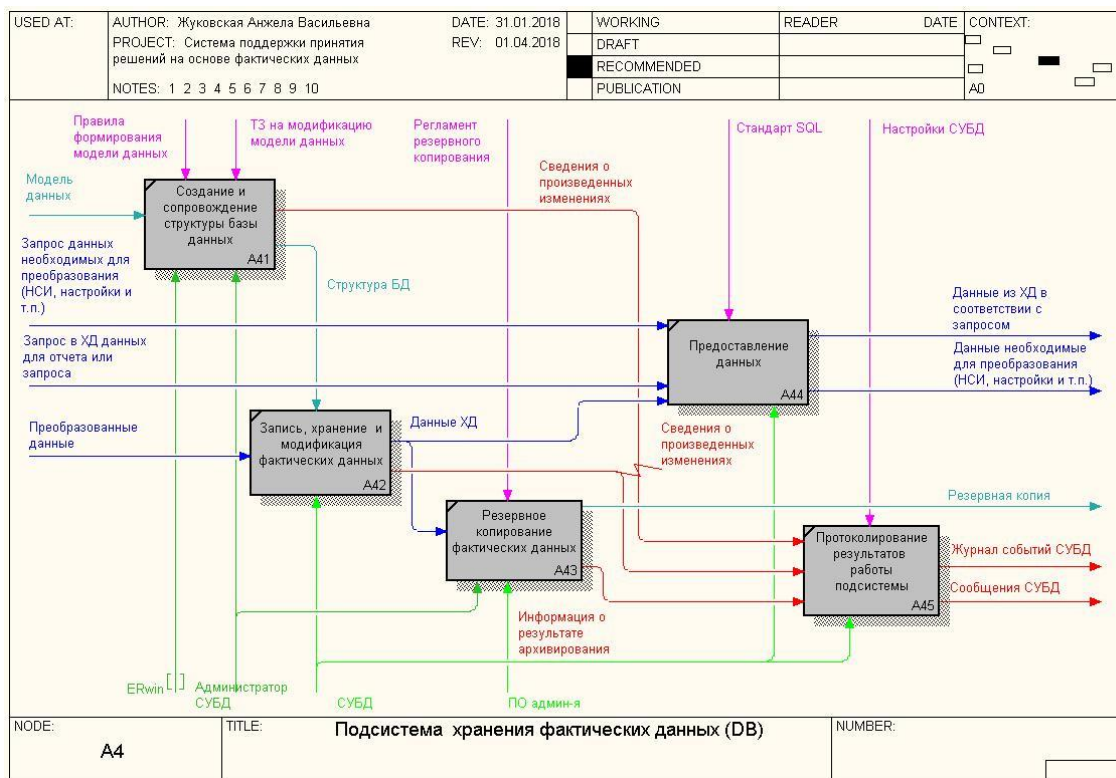 USED AT:
AUTHOR: Жуковская Анжела Васильевна
DATE: 31.01.2018
PROJECT: Система поддержки принятия
решений на основе фактических данных
REV: 01.04.2018
NOTES: 1 2 3 4 5 6 7 8 9 10
WORKING
DRAFT
RECOMMENDED
PUBLICATION
READER
DATE
CONTEXT:
A0
Правила
формирования
модели данных
ТЗ на модификацию
модели данных
Регламент
резервного
копирования
Стандарт SQL
Настройки СУБД
Модель
данных
Создание и
сопровождение
структуры базы
данных
A41
Сведения о
произведенных
изменениях
Запрос данных
необходимых для
преобразования
(НСИ, настройки и
т.п.)
Структура БД
Запрос в ХД данных
для отчета или
запроса
Предоставление
данных
A44
Данные из ХД в
соответствии с
запросом
Данные необходимые
для преобразования
(НСИ, настройки и т.п.)
Преобразованные
данные
Запись, хранение и
модификация
фактических данных
A42
Данные ХД
Сведения о
произведенных
изменениях
Резервное
копирование
фактических данных
A43
Резервная копия
Протоколирование
результатов
работы
подсистемы
A45
Журнал событий СУБД
Сообщения СУБД
Информация о
результате
архивирования
ERwin
Администратор
СУБД
СУБД
ПО админ-я
NODE:
A4
TITLE:
Подсистема хранения фактических данных (DB)
NUMBER: